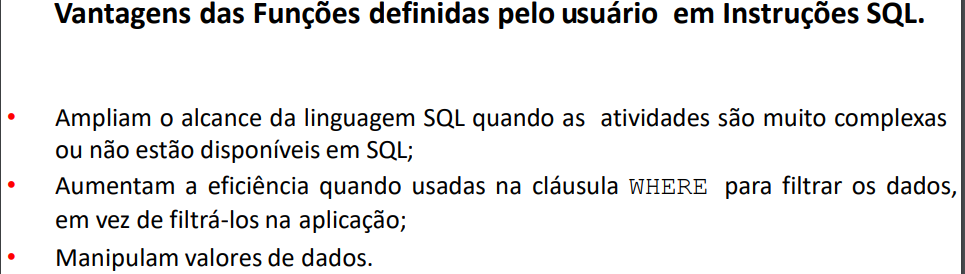 Vantagens das Funções definidas pelo usuário em Instruções SQL.
• Ampliam o alcance da linguagem SQL quando as atividades são muito complexas
ou não estão disponíveis em SQL;
• Aumentam a eficiência quando usadas na cláusula WHERE para filtrar os dados,
em vez de filtrá-los na aplicação;
• Manipulam valores de dados.